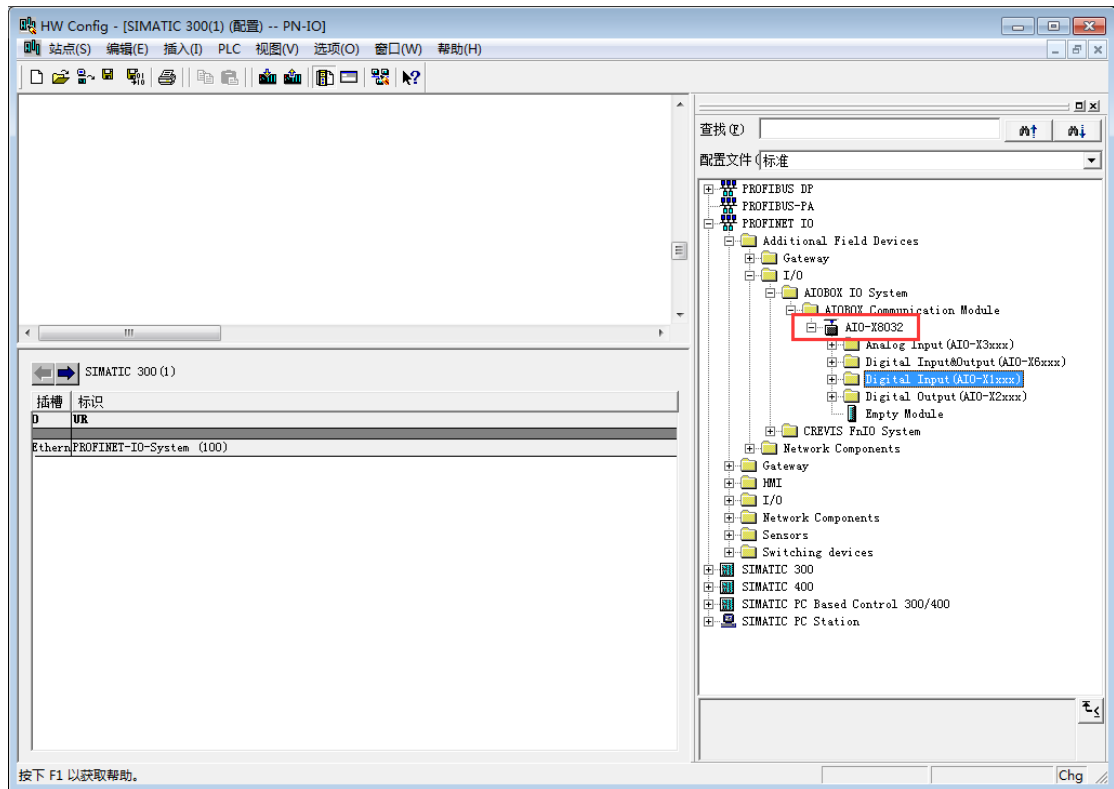 HW Config - [SIMATIC 300(1) (配置) -- PN-IO]
站点(S) 编辑(E) 插入(I) PLC 视图(V) 选项(O) 窗口(W) 帮助(H)
查找(F)
配置文件( 标准
PROFIBUS DP
PROFIBUS-PA
PROFINET IO
Additional Field Devices
Gateway
I/O
AIOBOX IO System
AIOBOX Communication Module
AIO-X8032
Analog Input(AIO-X3xxx)
Digital Input&Output(AIO-X6xxx)
Digital Input(AIO-X1xxx)
Digital Output(AIO-X2xxx)
Empty Module
CREVIS FnIO System
Network Components
Gateway
HMI
I/O
Network Components
Sensors
Switching devices
SIMATIC 300
SIMATIC 400
SIMATIC PC Based Control 300/400
SIMATIC PC Station
SIMATIC 300(1)
插槽 标识
0 UR
Ethern PROFINET-IO-System (100)
按下 F1 以获取帮助。
Chg